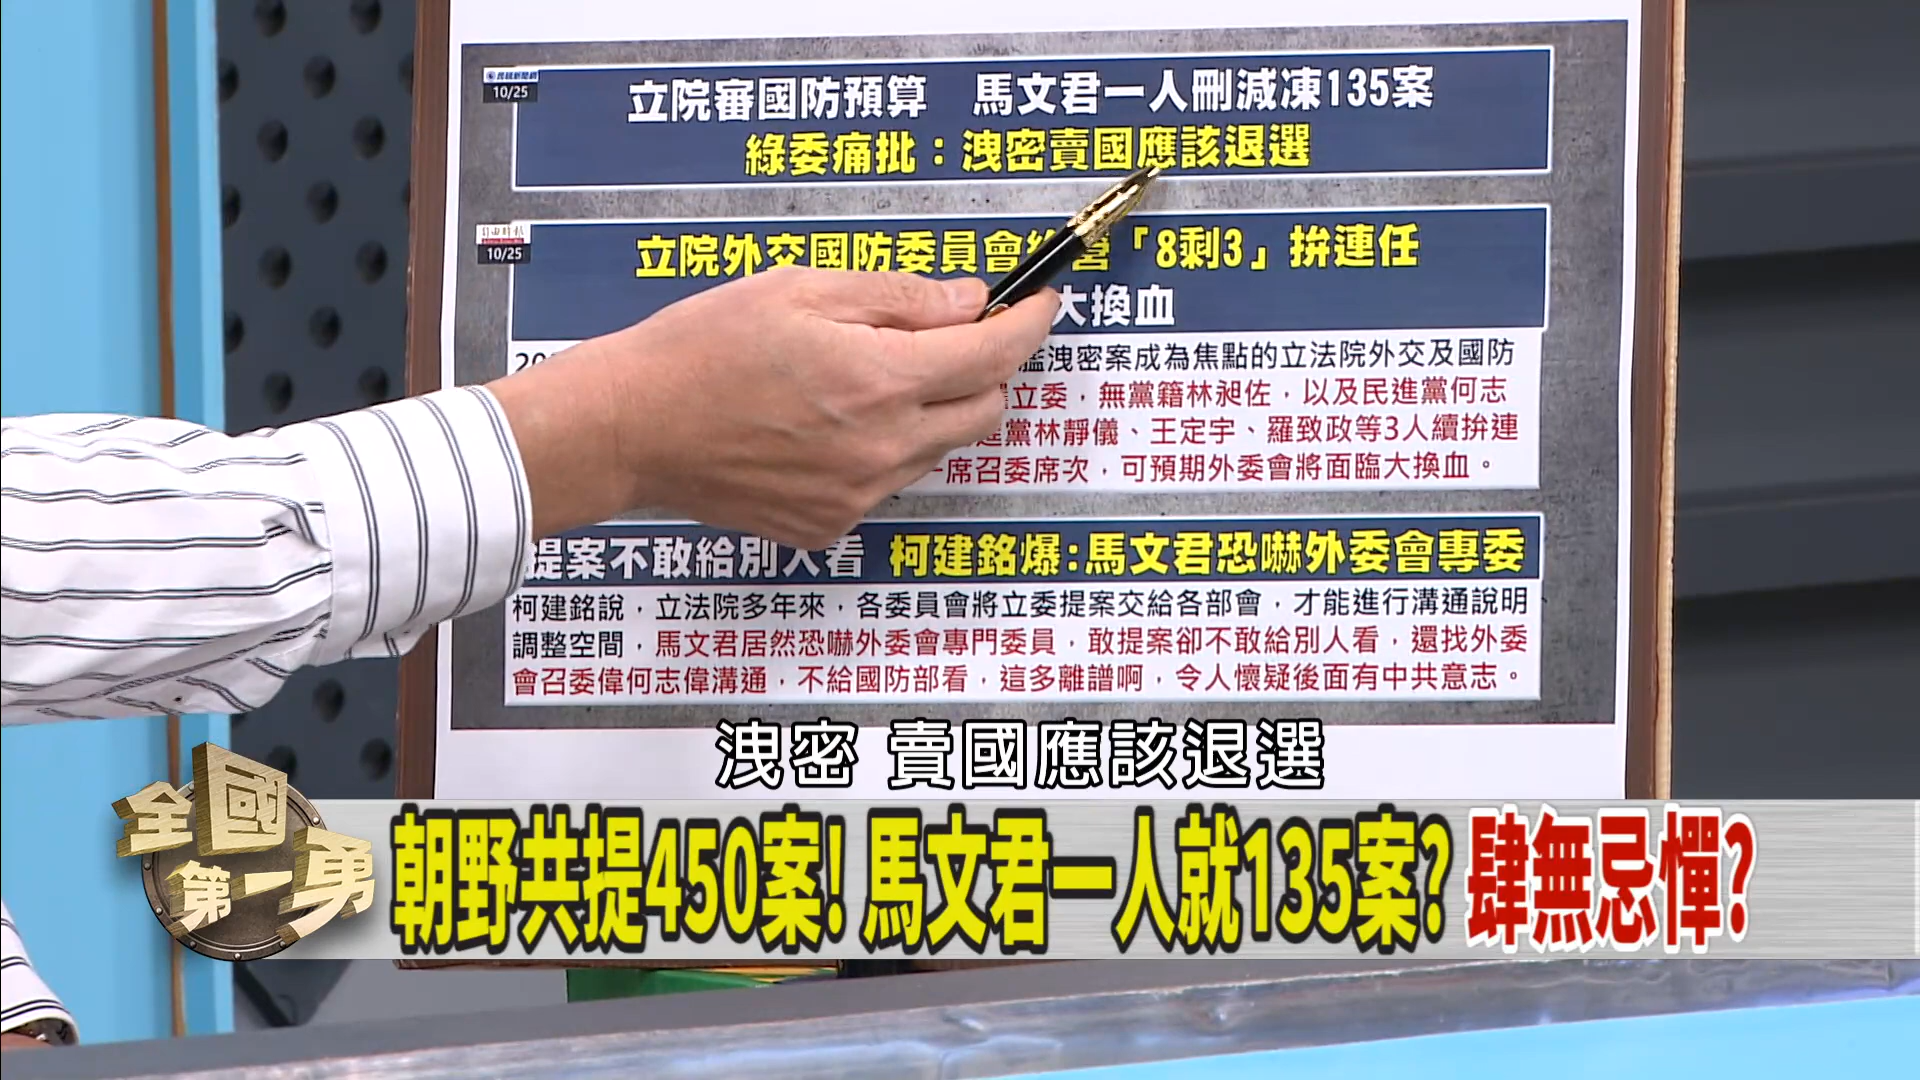 民視新聞網
10/25
立院審國防預算 馬文君一人刪減凍135案
綠委痛批：洩密賣國應該退選
自由時報
10/25
立院外交國防委員會 「8剩3」拚連任
大換血
洩密案成為焦點的立法院外交及國防
立委，無黨籍林昶佐，以及民進黨何志
黨林靜儀、王定宇、羅致政等3人續拚連
席召委席次，可預期外委會將面臨大換血。
提案不敢給別人看 柯建銘爆:馬文君恐嚇外委會專委
柯建銘說，立法院多年來，各委員會將立委提案交給各部會，才能進行溝通說明
調整空間，馬文君居然恐嚇外委會專門委員，敢提案卻不敢給別人看，還找外委
會召委偉何志偉溝通，不給國防部看，這多離譜啊，令人懷疑後面有中共意志。
洩密 賣國應該退選
全國第一勇
朝野共提450案! 馬文君一人就135案? 肆無忌憚?